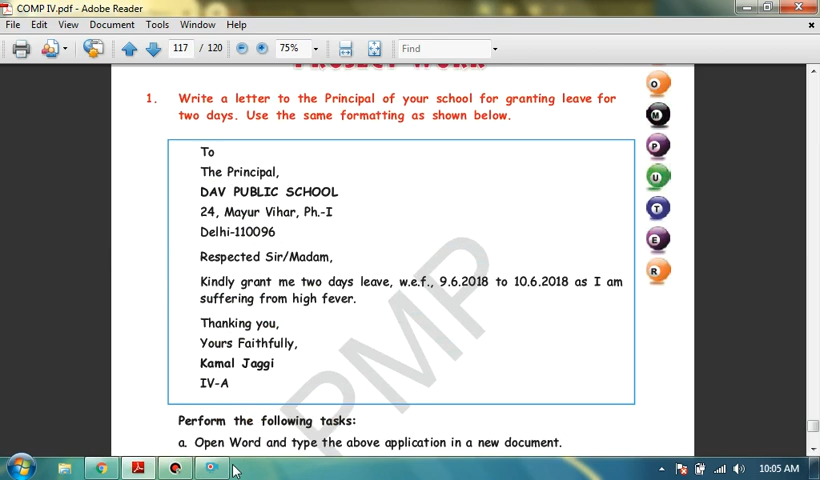 COMP IV.pdf - Adobe Reader
File Edit View Document Tools Window Help
117 / 120 75% Find
PROJECT WORK
1. Write a letter to the Principal of your school for granting leave for
two days. Use the same formatting as shown below.
To
The Principal,
DAV PUBLIC SCHOOL
24, Mayur Vihar, Ph.-I
Delhi-110096
Respected Sir/Madam,
Kindly grant me two days leave, w.e.f., 9.6.2018 to 10.6.2018 as I am
suffering from high fever.
Thanking you,
Yours Faithfully,
Kamal Jaggi
IV-A
PMP
Perform the following tasks:
a. Open Word and type the above application in a new document.
O
M
P
U
T
E
R
10:05 AM